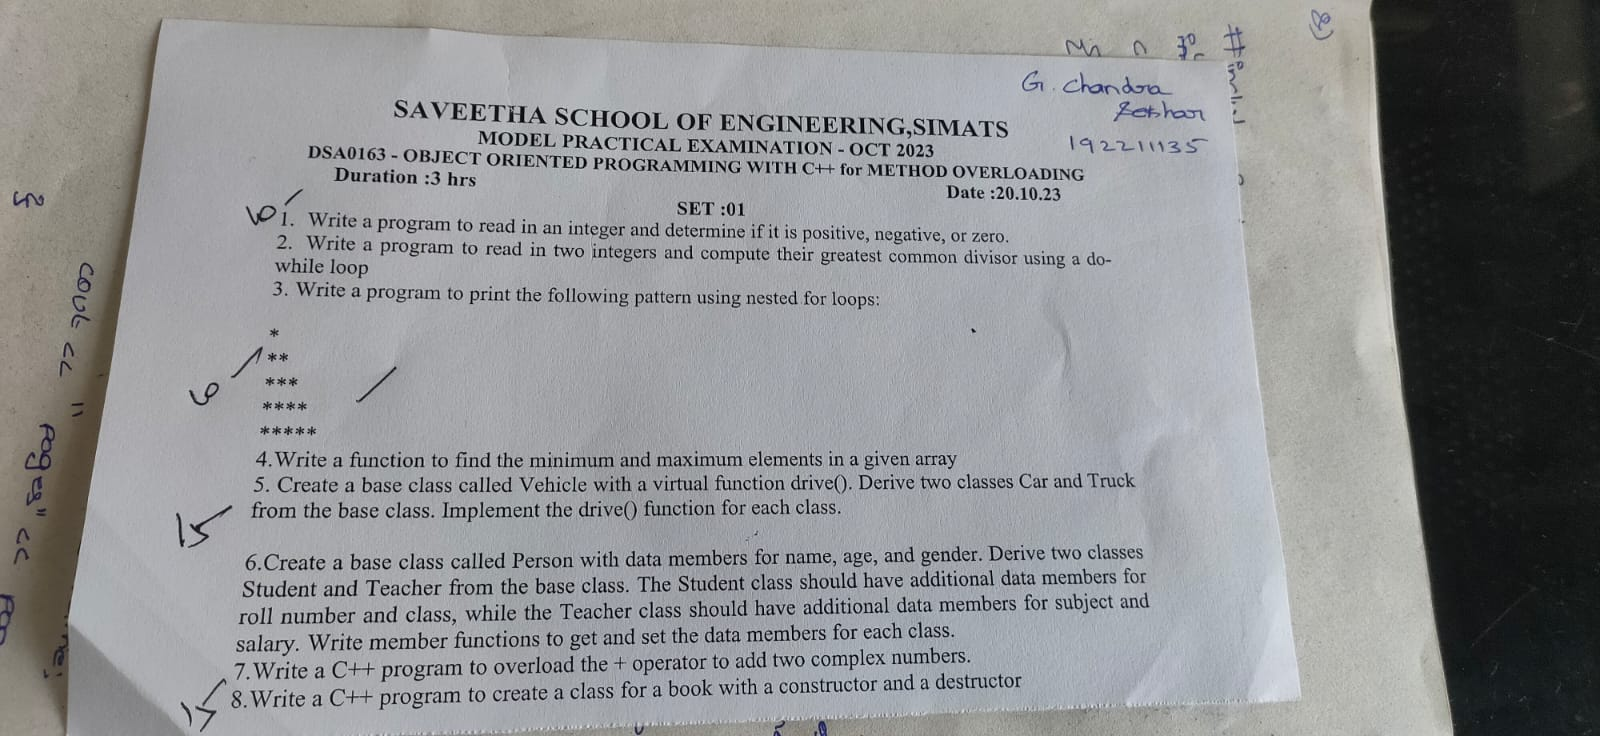 G. Chandra
Sekhar
192211135
SAVEETHA SCHOOL OF ENGINEERING,SIMATS
MODEL PRACTICAL EXAMINATION - OCT 2023
DSA0163 - OBJECT ORIENTED PROGRAMMING WITH C++ for METHOD OVERLOADING
Duration :3 hrs
Date :20.10.23
SET :01
1. Write a program to read in an integer and determine if it is positive, negative, or zero.
2. Write a program to read in two integers and compute their greatest common divisor using a do-
while loop
3. Write a program to print the following pattern using nested for loops:
*
**
***
****
*****
4.Write a function to find the minimum and maximum elements in a given array
5. Create a base class called Vehicle with a virtual function drive(). Derive two classes Car and Truck
15
from the base class. Implement the drive() function for each class.
6.Create a base class called Person with data members for name, age, and gender. Derive two classes
Student and Teacher from the base class. The Student class should have additional data members for
roll number and class, while the Teacher class should have additional data members for subject and
salary. Write member functions to get and set the data members for each class.
7.Write a C++ program to overload the + operator to add two complex numbers.
15
8.Write a C++ program to create a class for a book with a constructor and a destructor
cout << " Pages" <<